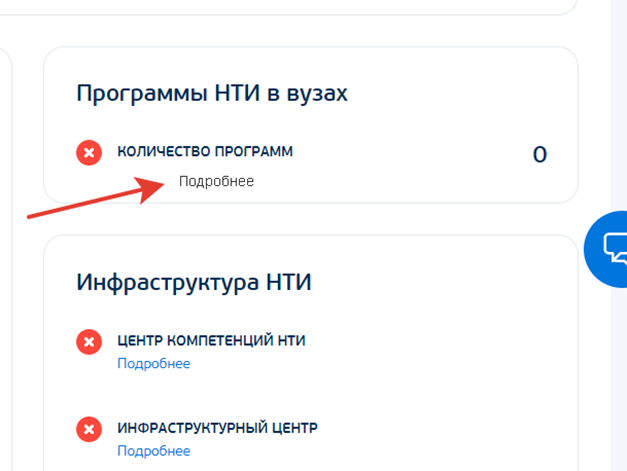 Программы НТИ в вузах
КОЛИЧЕСТВО ПРОГРАММ 0
Подробнее
Инфраструктура НТИ
ЦЕНТР КОМПЕТЕНЦИЙ НТИ
Подробнее
ИНФРАСТРУКТУРНЫЙ ЦЕНТР
Подробнее